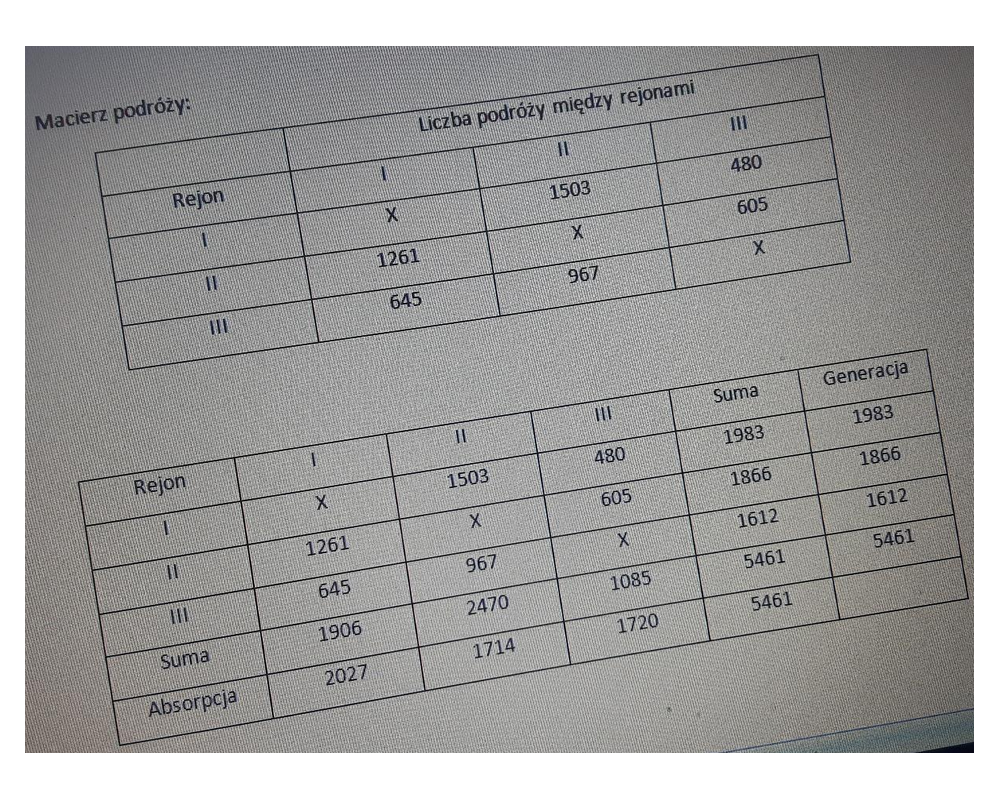 Macierz podróży:
Liczba podróży między rejonami
Rejon I II III
I X 1503 480
II 1261 X 605
III 645 967 X
Rejon I II III Suma Generacja
I X 1503 480 1983 1983
II 1261 X 605 1866 1866
III 645 967 X 1612 1612
Suma 1906 2470 1085 5461 5461
Absorpcja 2027 1714 1720 5461